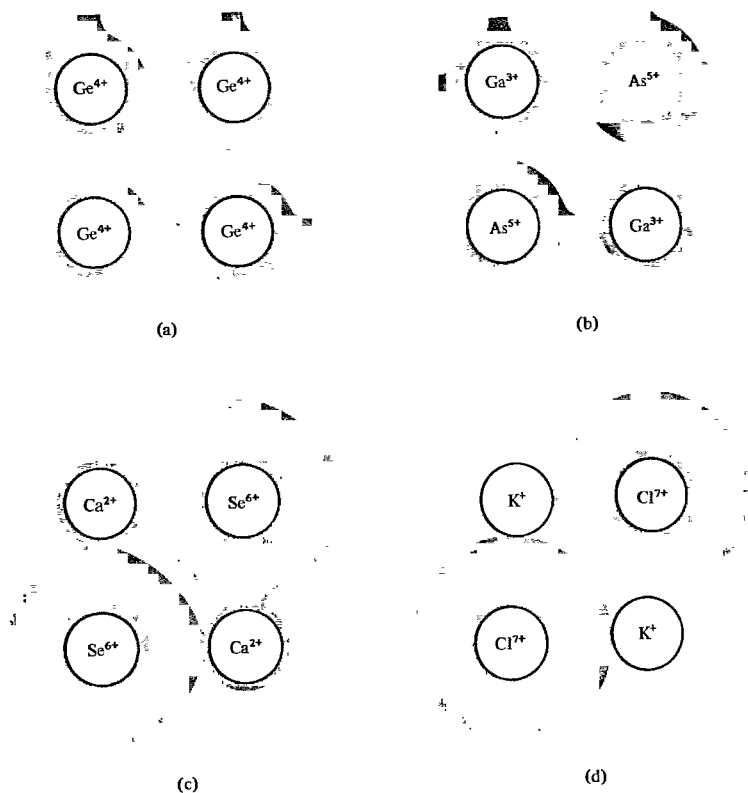 Ge⁴⁺ Ge⁴⁺ Ga³⁺ As⁵⁺
Ge⁴⁺ Ge⁴⁺ As⁵⁺ Ga³⁺
(a) (b)
Ca²⁺ Se⁶⁺ K⁺ Cl⁷⁺
Se⁶⁺ Ca²⁺ Cl⁷⁺ K⁺
(c) (d)